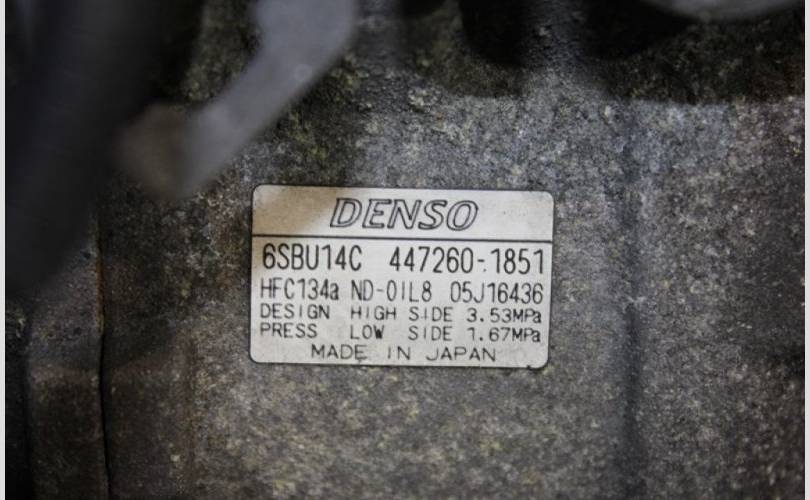 DENSO
6SBU14C 447260-1851
HFC134a ND-OIL8 05J16436
DESIGN HIGH SIDE 3.53MPa
PRESS LOW SIDE 1.67MPa
MADE IN JAPAN